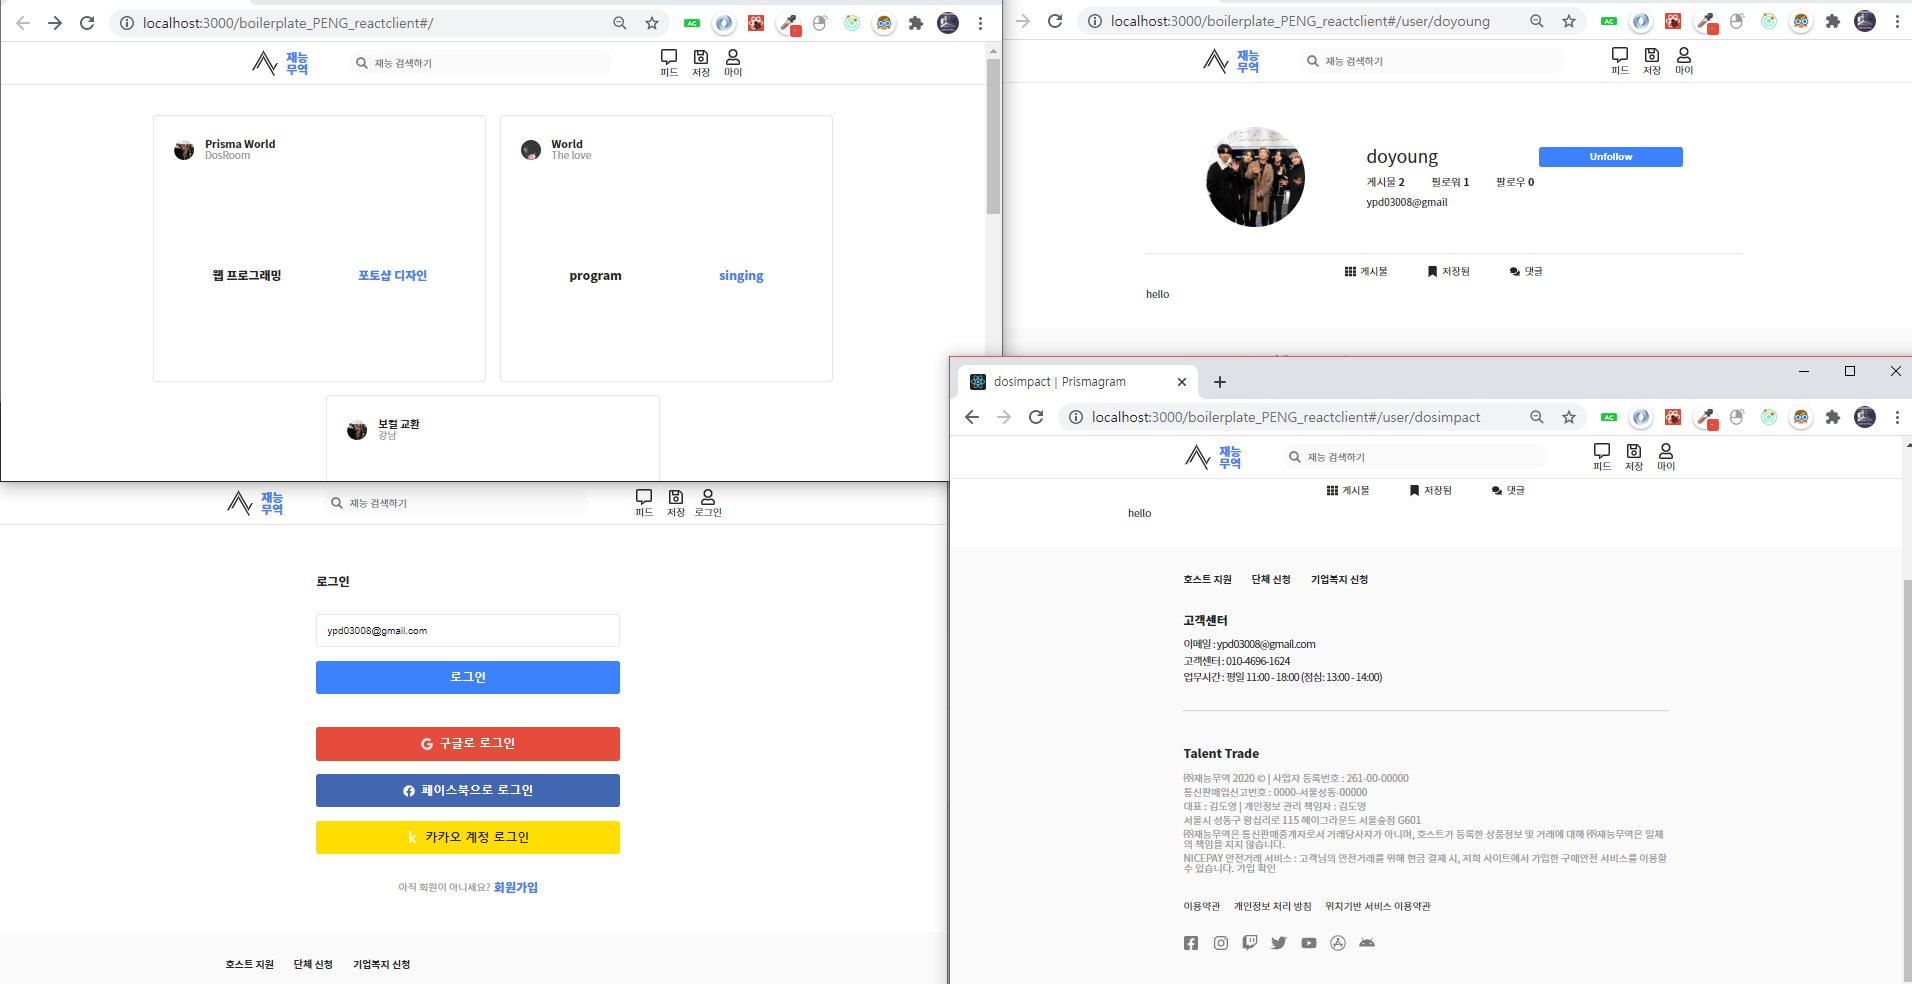 localhost:3000/boilerplate_PENG_reactclient#/
재능
무역
재능 검색하기
피드
저장
마이
Prisma World
DosRoom
웹 프로그래밍
포토샵 디자인
World
The love
program
singing
보컬 교환
강남
localhost:3000/boilerplate_PENG_reactclient#/user/doyoung
재능
무역
재능 검색하기
피드
저장
마이
doyoung
Unfollow
게시물 2
팔로워 1
팔로우 0
ypd03008@gmail
게시물
저장됨
댓글
hello
재능
무역
재능 검색하기
피드
저장
로그인
로그인
ypd03008@gmail.com
로그인
구글로 로그인
페이스북으로 로그인
카카오 계정 로그인
아직 회원이 아니세요? 회원가입
호스트 지원
단체 신청
기업복지 신청
dosimpact | Prismagram
localhost:3000/boilerplate_PENG_reactclient#/user/dosimpact
재능
무역
재능 검색하기
피드
저장
마이
게시물
저장됨
댓글
hello
호스트 지원
단체 신청
기업복지 신청
고객센터
이메일 : ypd03008@gmail.com
고객센터 : 010-4696-1624
업무시간 : 평일 11:00 - 18:00 (점심: 13:00 - 14:00)
Talent Trade
㈜재능무역 2020 © | 사업자 등록번호 : 261-00-00000
통신판매업신고번호 : 0000-서울성동-00000
대표 : 김도영 | 개인정보 관리 책임자 : 김도영
서울시 성동구 왕십리로 115 헤이그라운드 서울숲점 G601
㈜재능무역은 통신판매중개자로서 거래당사자가 아니며, 호스트가 등록한 상품정보 및 거래에 대해 ㈜재능무역은 일체
의 책임을 지지 않습니다.
NICEPAY 안전거래 서비스 : 고객님의 안전거래를 위해 현금 결제 시, 저희 사이트에서 가입한 구매안전 서비스를 이용할
수 있습니다. 가입 확인
이용약관
개인정보 처리 방침
위치기반 서비스 이용약관